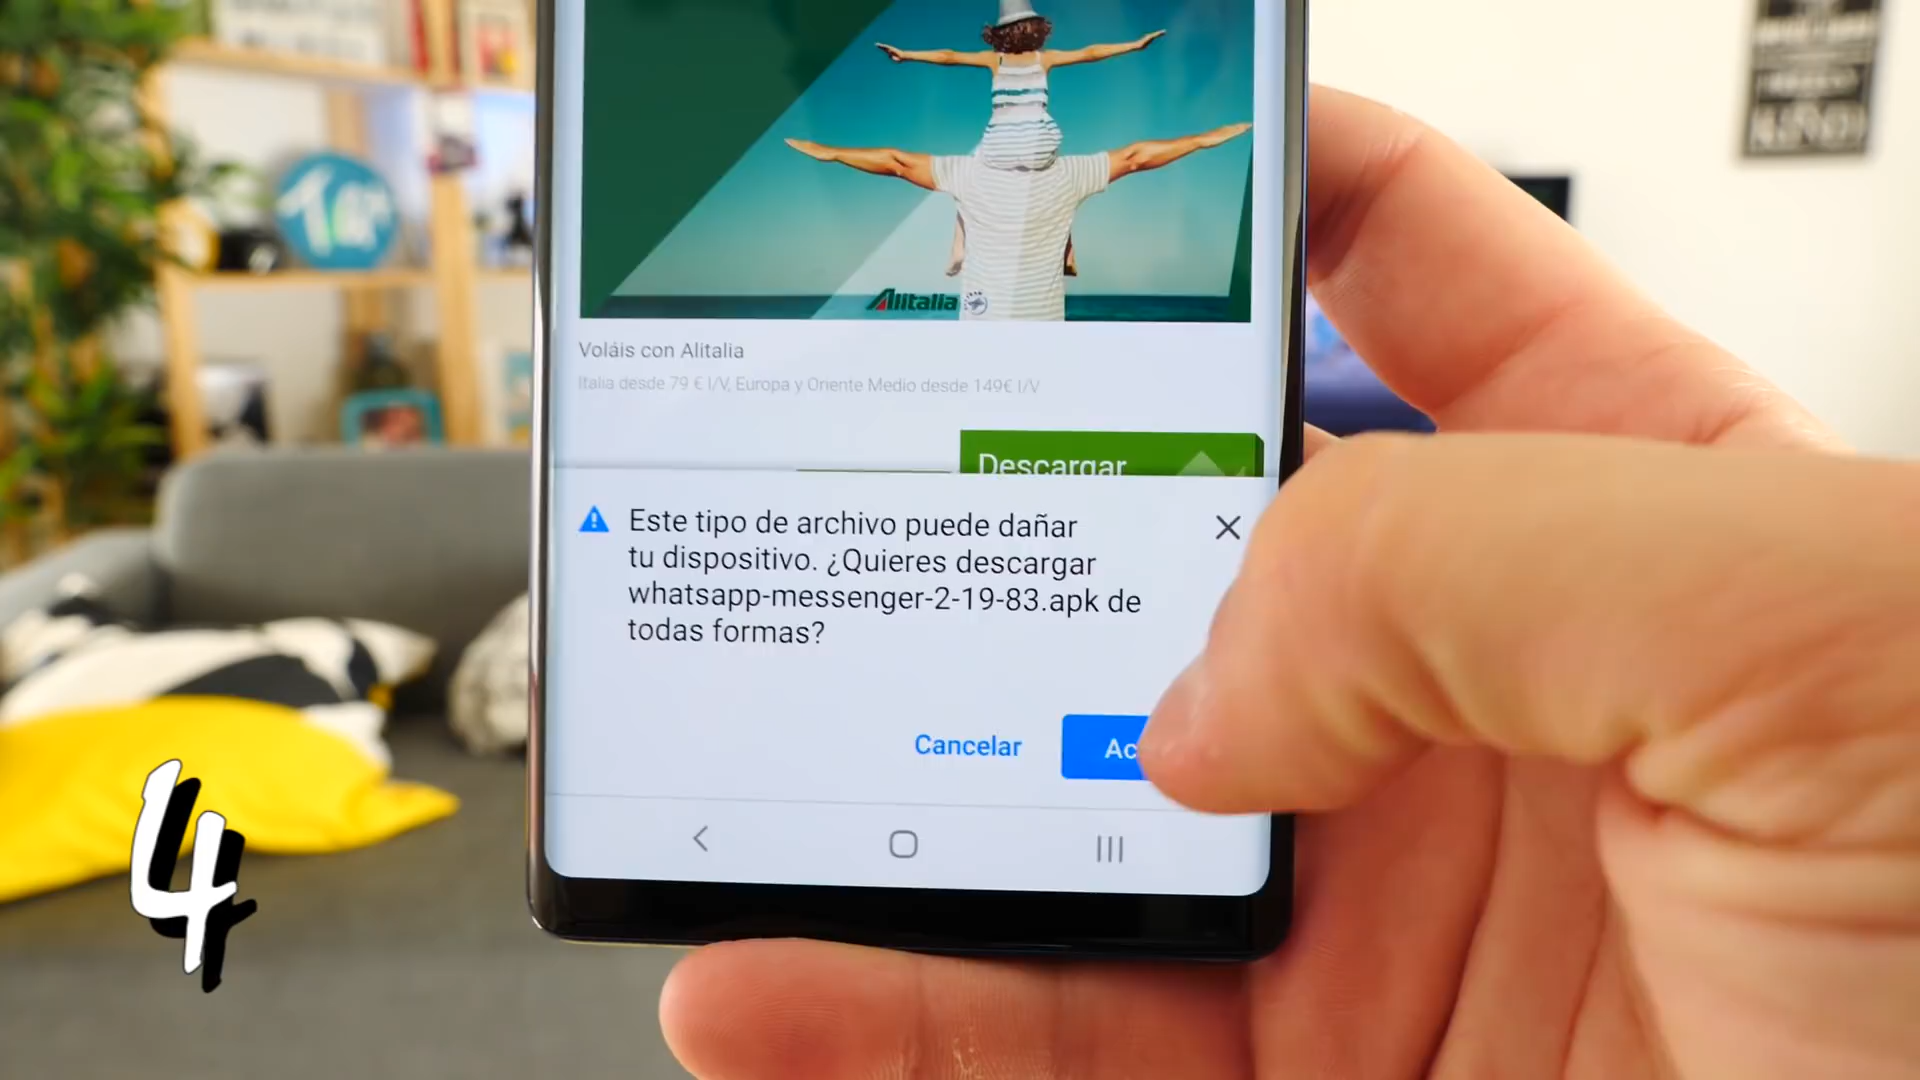 Alitalia
Voláis con Alitalia
Italia desde 79 € I/V, Europa y Oriente Medio desde 149€ I/V
Descargar
Este tipo de archivo puede dañar
tu dispositivo. ¿Quieres descargar
whatsapp-messenger-2-19-83.apk de
todas formas?
Cancelar
Ac
4